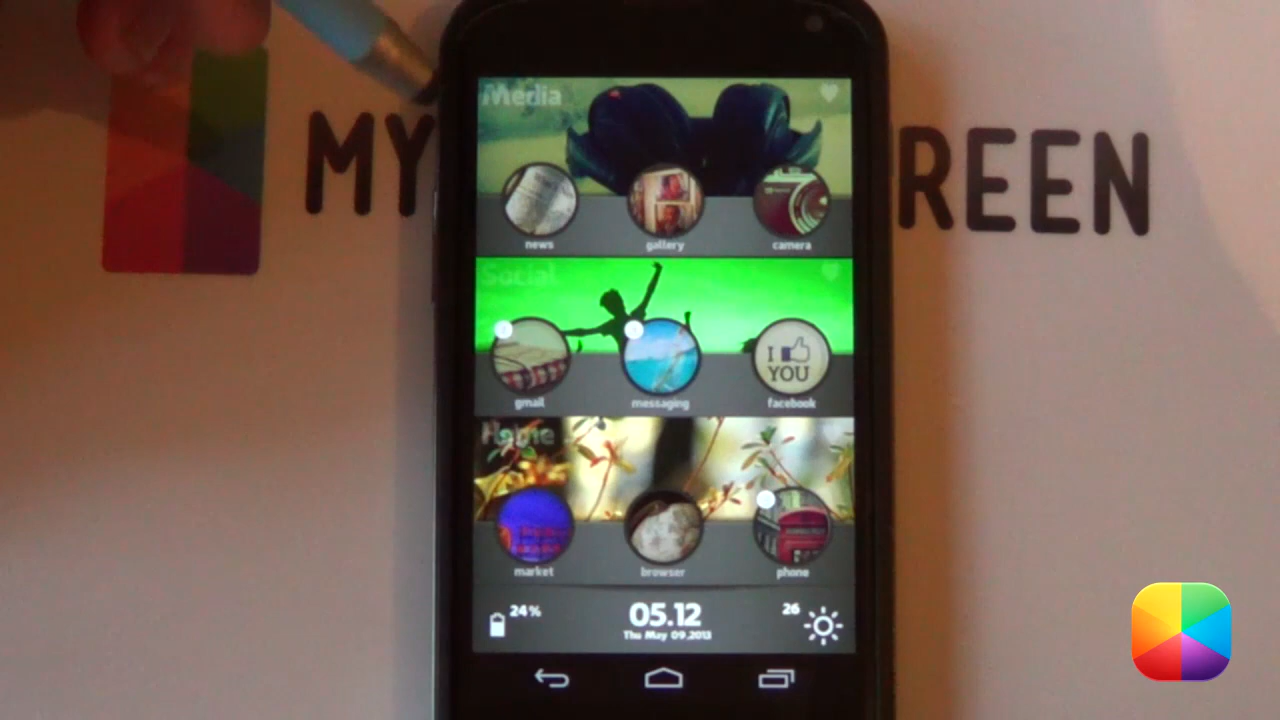 MY
REEN
Media
news gallery camera
Social
gmail messaging facebook
I
YOU
Home
market browser phone
24%
05.12
26
Thu May 09,2013